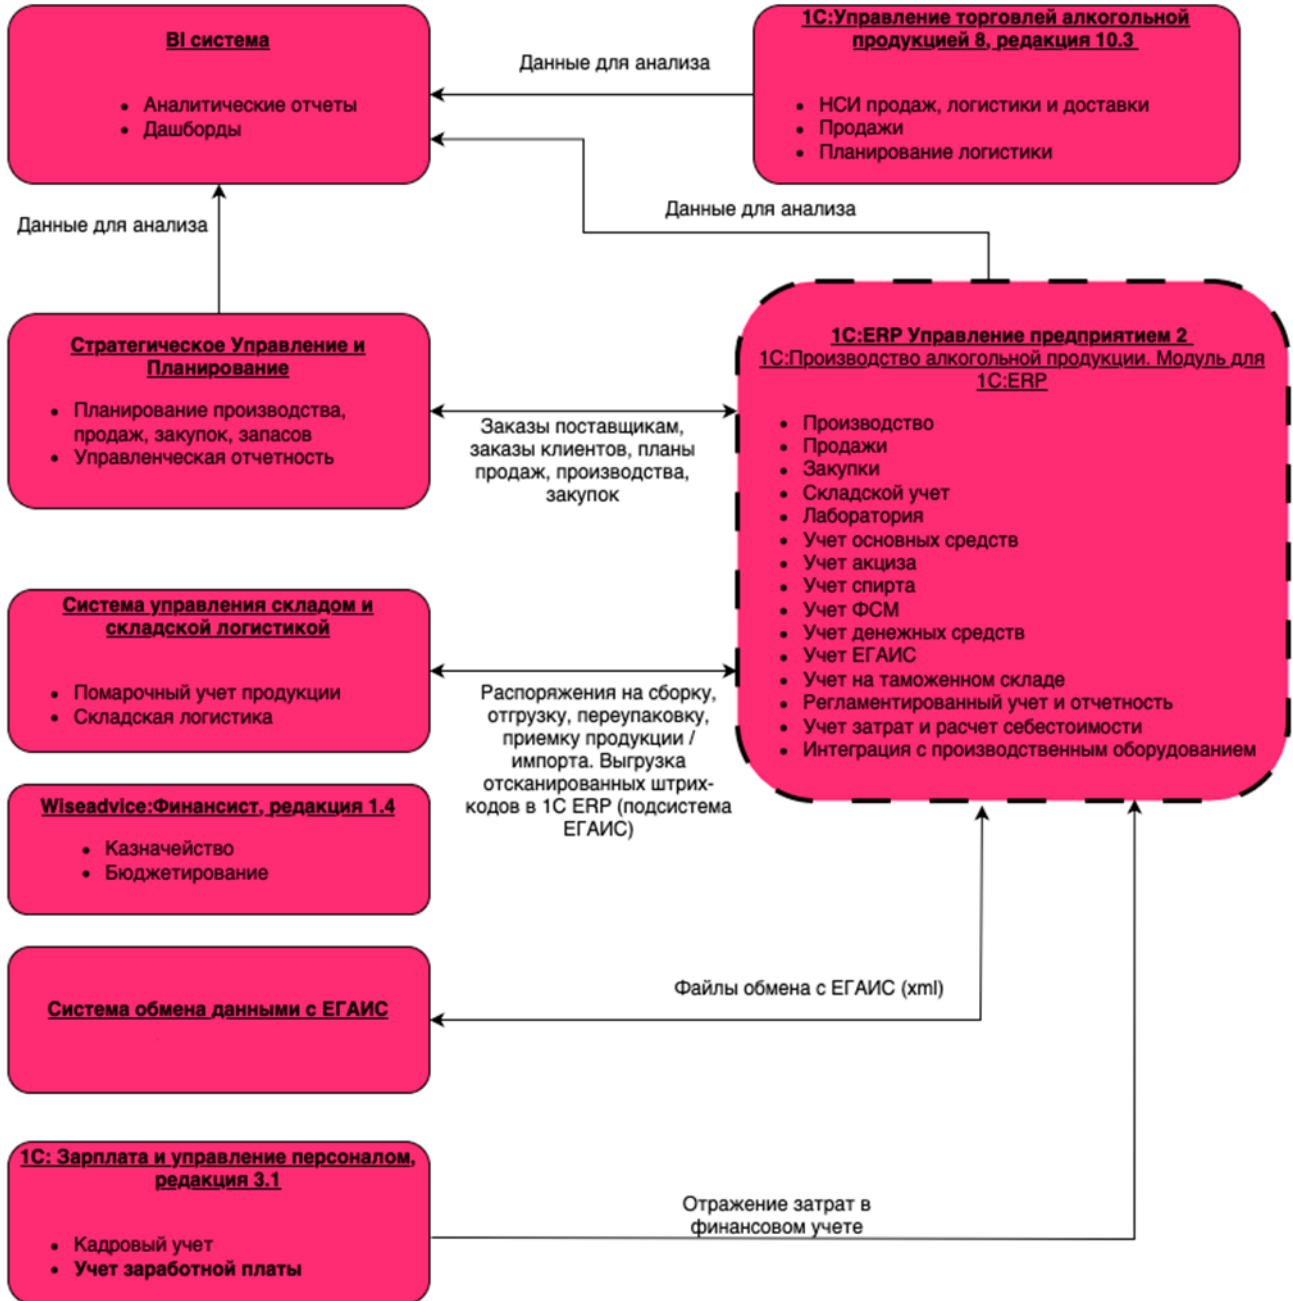 BI система
• Аналитические отчеты
• Дашборды
Данные для анализа
1С:Управление торговлей алкогольной
продукцией 8, редакция 10.3
• НСИ продаж, логистики и доставки
• Продажи
• Планирование логистики
Данные для анализа
Данные для анализа
Стратегическое Управление и
Планирование
• Планирование производства,
продаж, закупок, запасов
• Управленческая отчетность
Заказы поставщикам,
заказы клиентов, планы
продаж, производства,
закупок
1С:ERP Управление предприятием 2
1С:Производство алкогольной продукции. Модуль для
1С:ERP
• Производство
• Продажи
• Закупки
• Складской учет
• Лаборатория
• Учет основных средств
• Учет акциза
• Учет спирта
• Учет ФСМ
• Учет денежных средств
• Учет ЕГАИС
• Учет на таможенном складе
• Регламентированный учет и отчетность
• Учет затрат и расчет себестоимости
• Интеграция с производственным оборудованием
Система управления складом и
складской логистикой
• Помарочный учет продукции
• Складская логистика
Распоряжения на сборку,
отгрузку, переупаковку,
приемку продукции /
импорта. Выгрузка
отсканированных штрих-
кодов в 1С ERP (подсистема
ЕГАИС)
Wiseadvice:Финансист, редакция 1.4
• Казначейство
• Бюджетирование
Система обмена данными с ЕГАИС
Файлы обмена с ЕГАИС (xml)
1С: Зарплата и управление персоналом,
редакция 3.1
• Кадровый учет
• Учет заработной платы
Отражение затрат в
финансовом учете